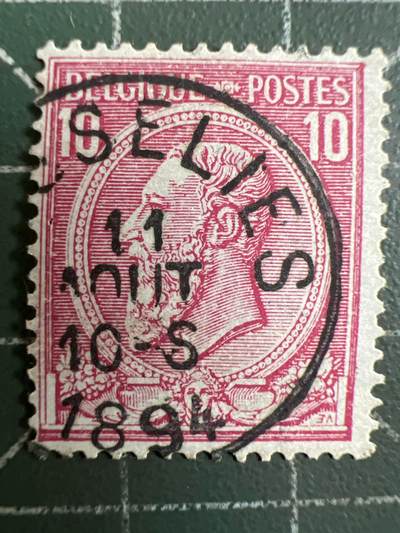 BELGIQUE POSTES
10 10
SELIES
11
AOUT
10-S
1894